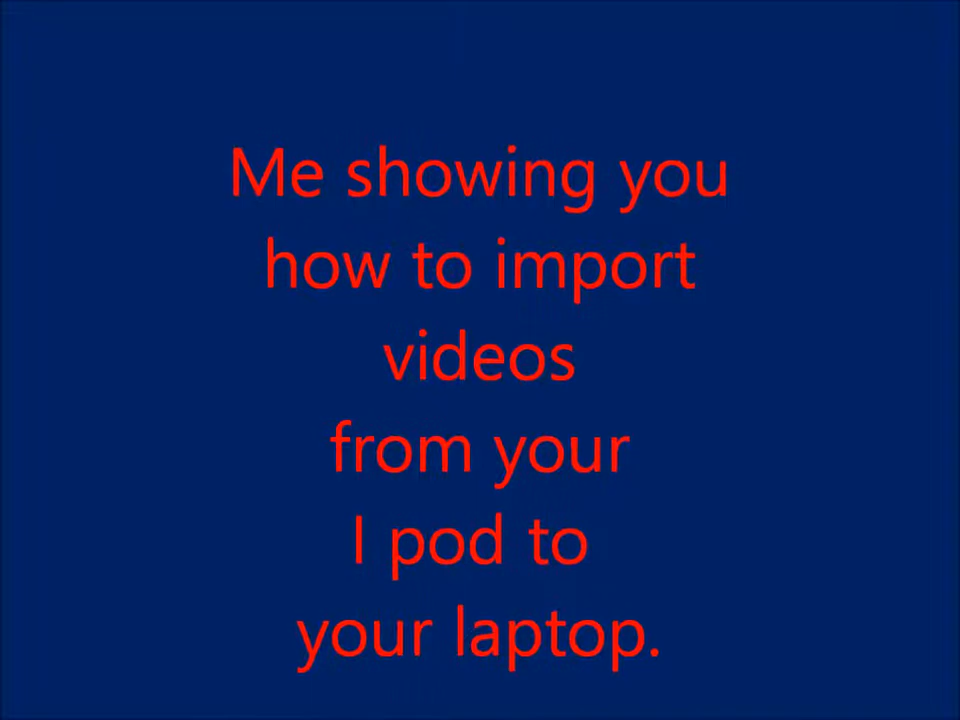 Me showing you
how to import
videos
from your
I pod to
your laptop.